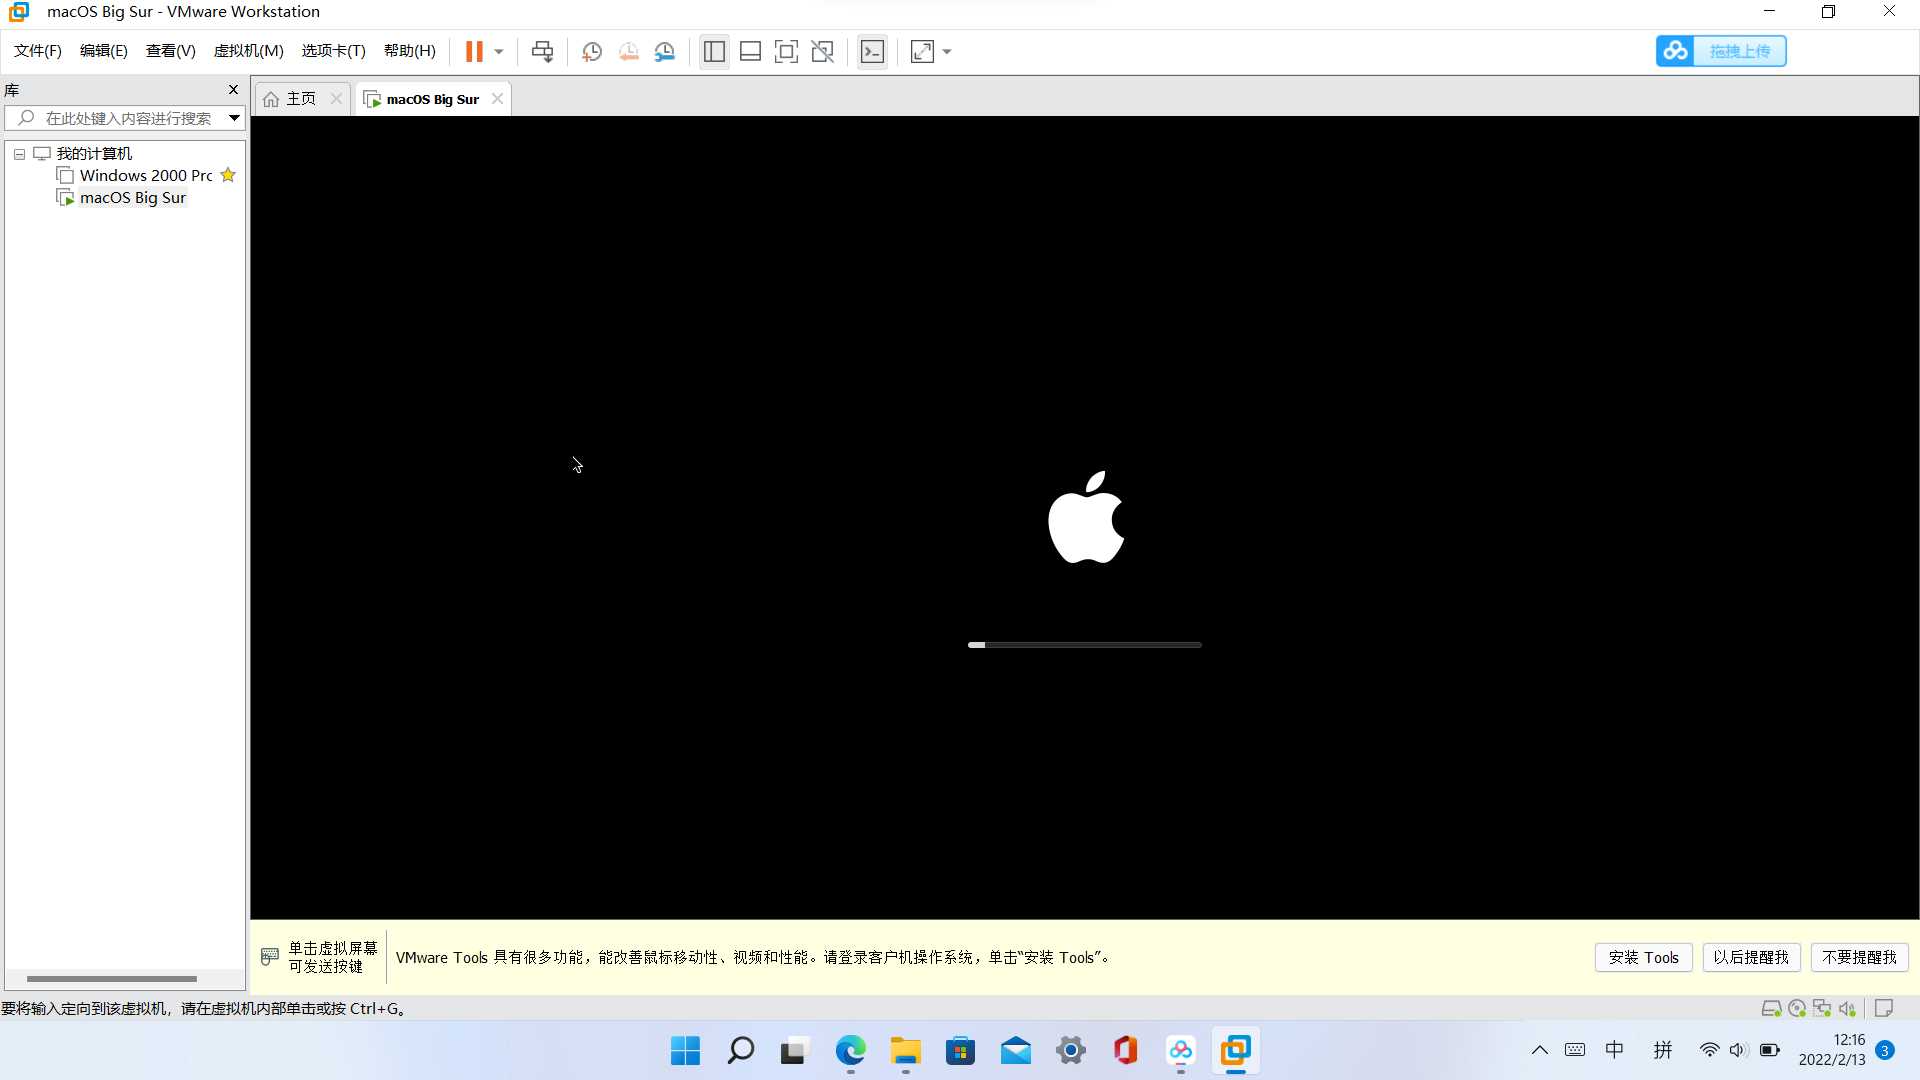 macOS Big Sur - VMware Workstation
文件(F) 编辑(E) 查看(V) 虚拟机(M) 选项卡(T) 帮助(H)
拖拽上传
库
主页
macOS Big Sur
在此处键入内容进行搜索
我的计算机
Windows 2000 Prc
macOS Big Sur
单击虚拟屏幕
可发送按键
VMware Tools 具有很多功能，能改善鼠标移动性、视频和性能。请登录客户机操作系统，单击“安装 Tools”。
安装 Tools
以后提醒我
不要提醒我
要将输入定向到该虚拟机，请在虚拟机内部单击或按 Ctrl+G。
中
拼
12:16
2022/2/13
3